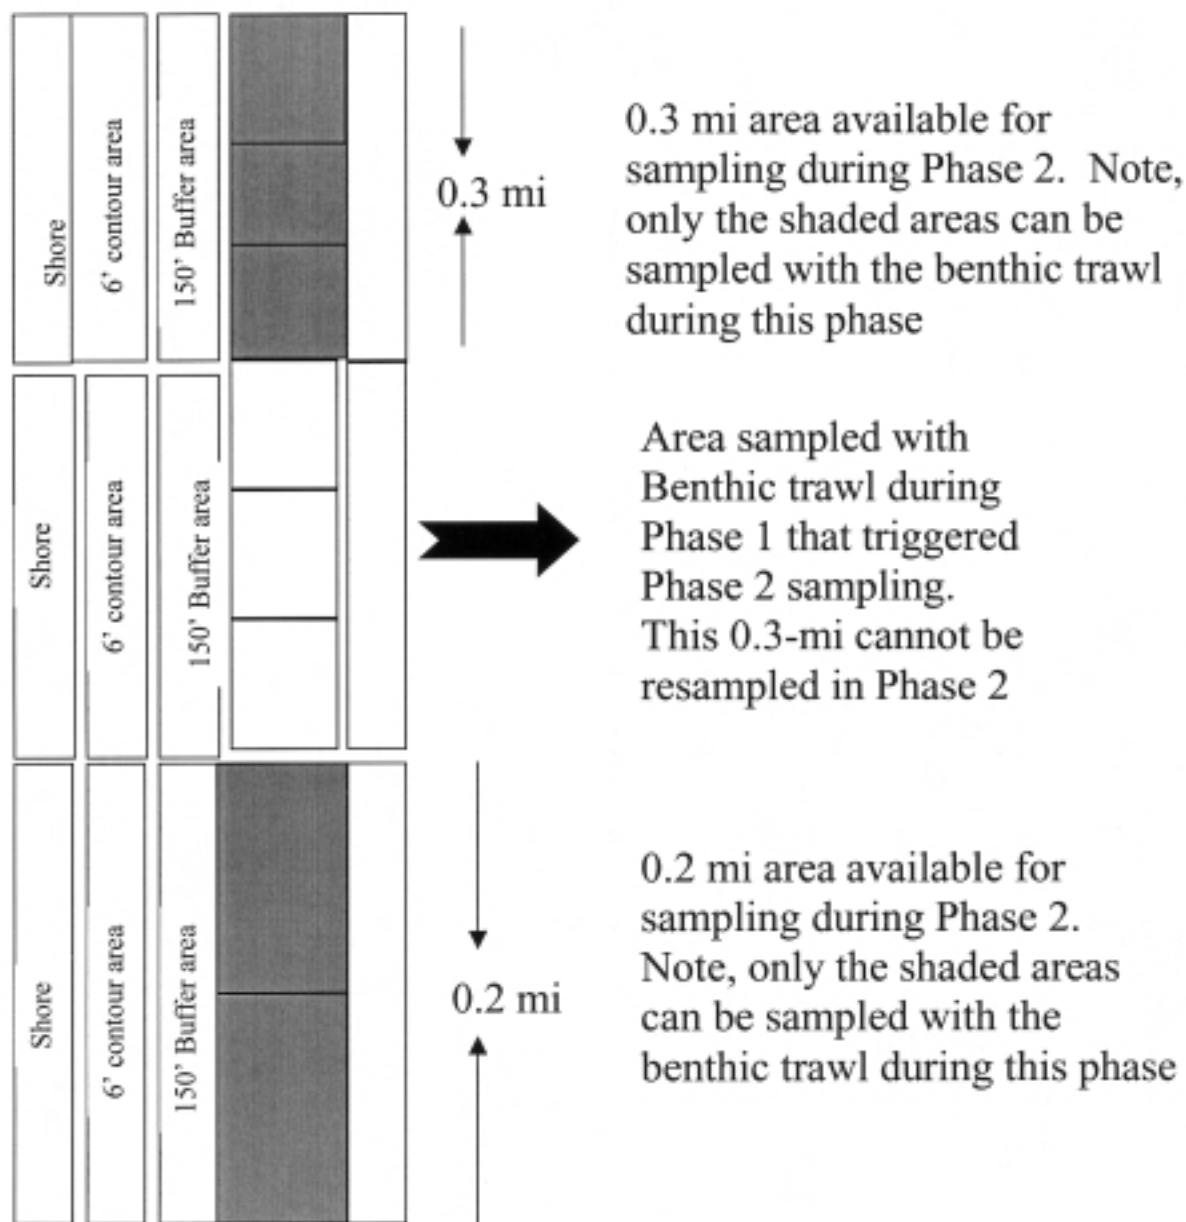 Shore
6' contour area
150' Buffer area
0.3 mi
0.3 mi area available for
sampling during Phase 2. Note,
only the shaded areas can be
sampled with the benthic trawl
during this phase
Shore
6' contour area
150' Buffer area
Area sampled with
Benthic trawl during
Phase 1 that triggered
Phase 2 sampling.
This 0.3-mi cannot be
resampled in Phase 2
Shore
6' contour area
150' Buffer area
0.2 mi
0.2 mi area available for
sampling during Phase 2.
Note, only the shaded areas
can be sampled with the
benthic trawl during this phase